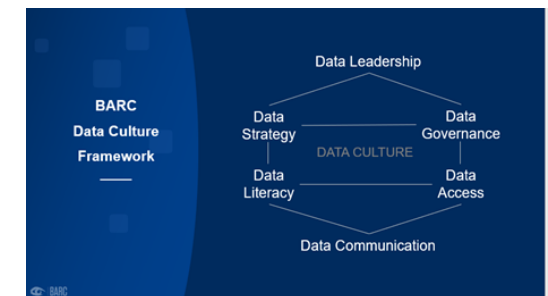 BARC
Data Culture
Framework
Data Leadership
Data
Strategy
Data
Governance
DATA CULTURE
Data
Literacy
Data
Access
Data Communication
BARC